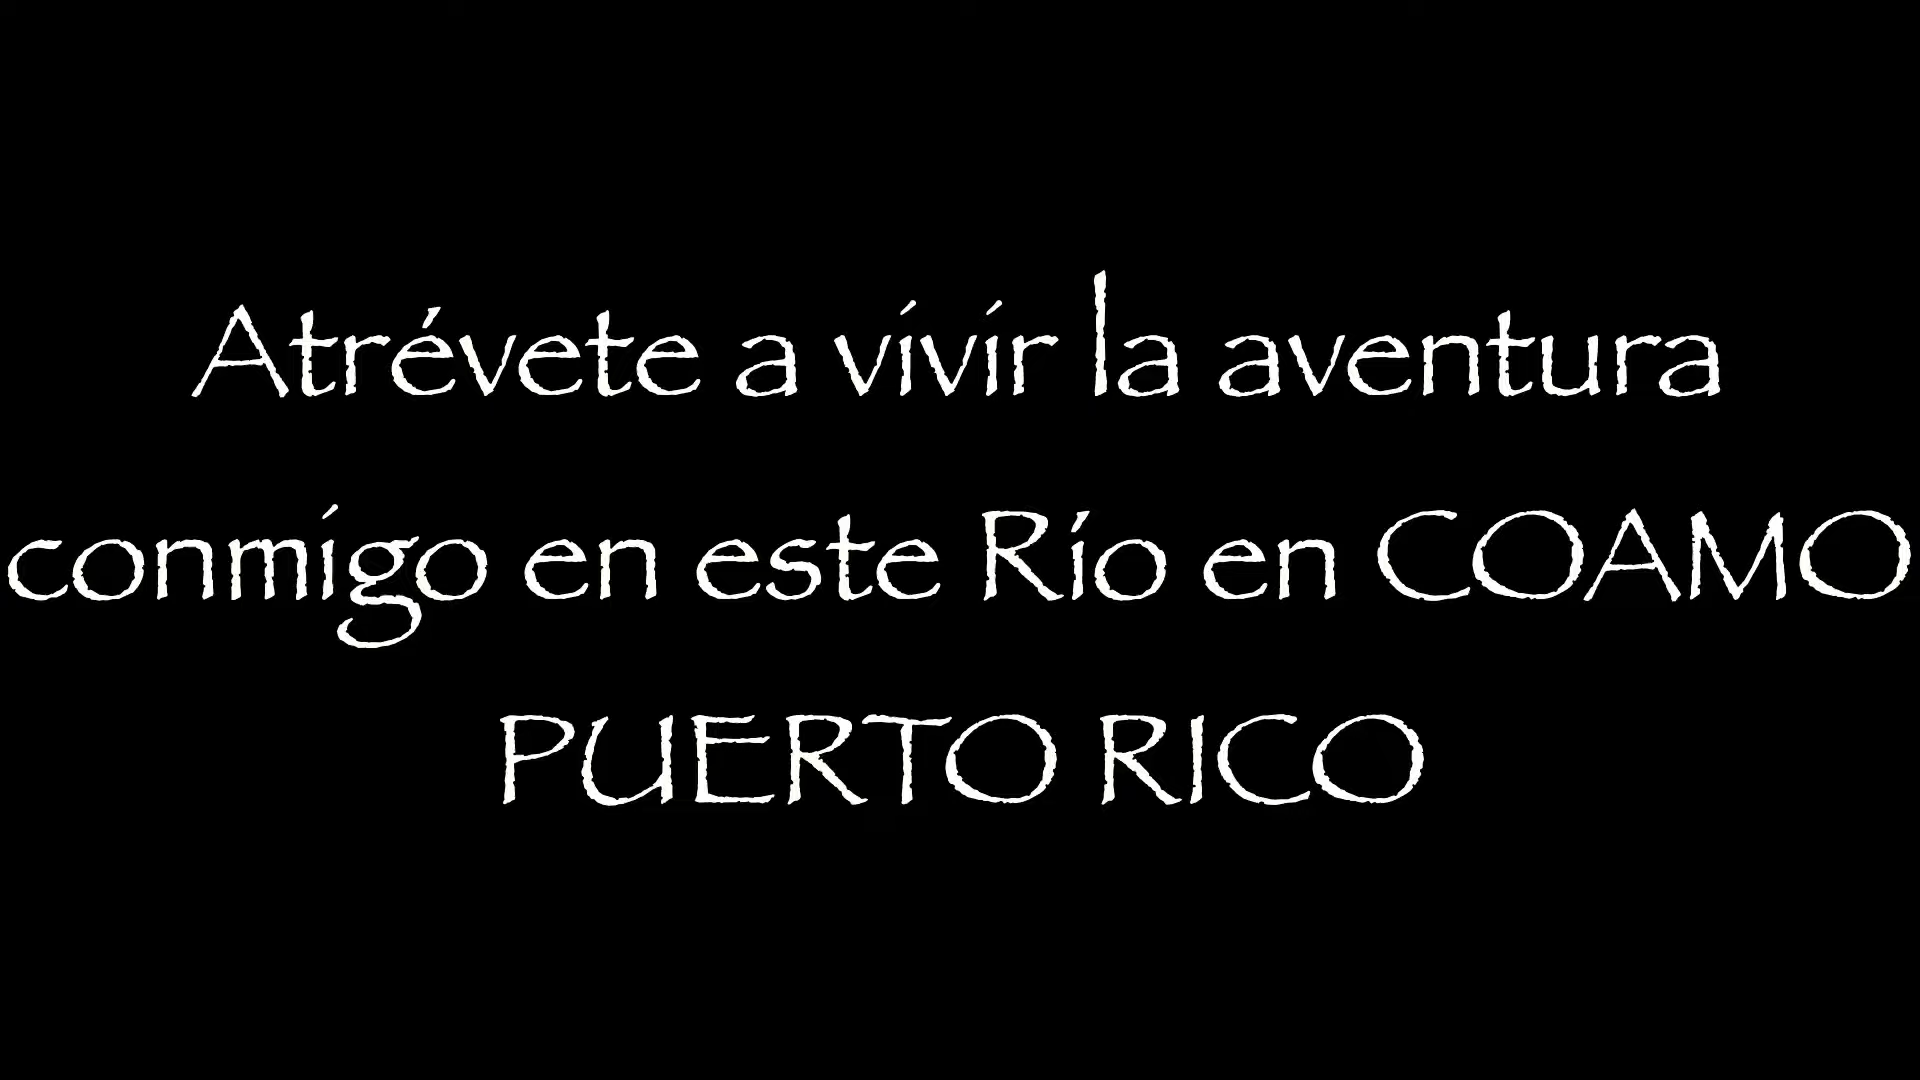 Atrévete a vivir la aventura
conmigo en este Río en COAMO
PUERTO RICO